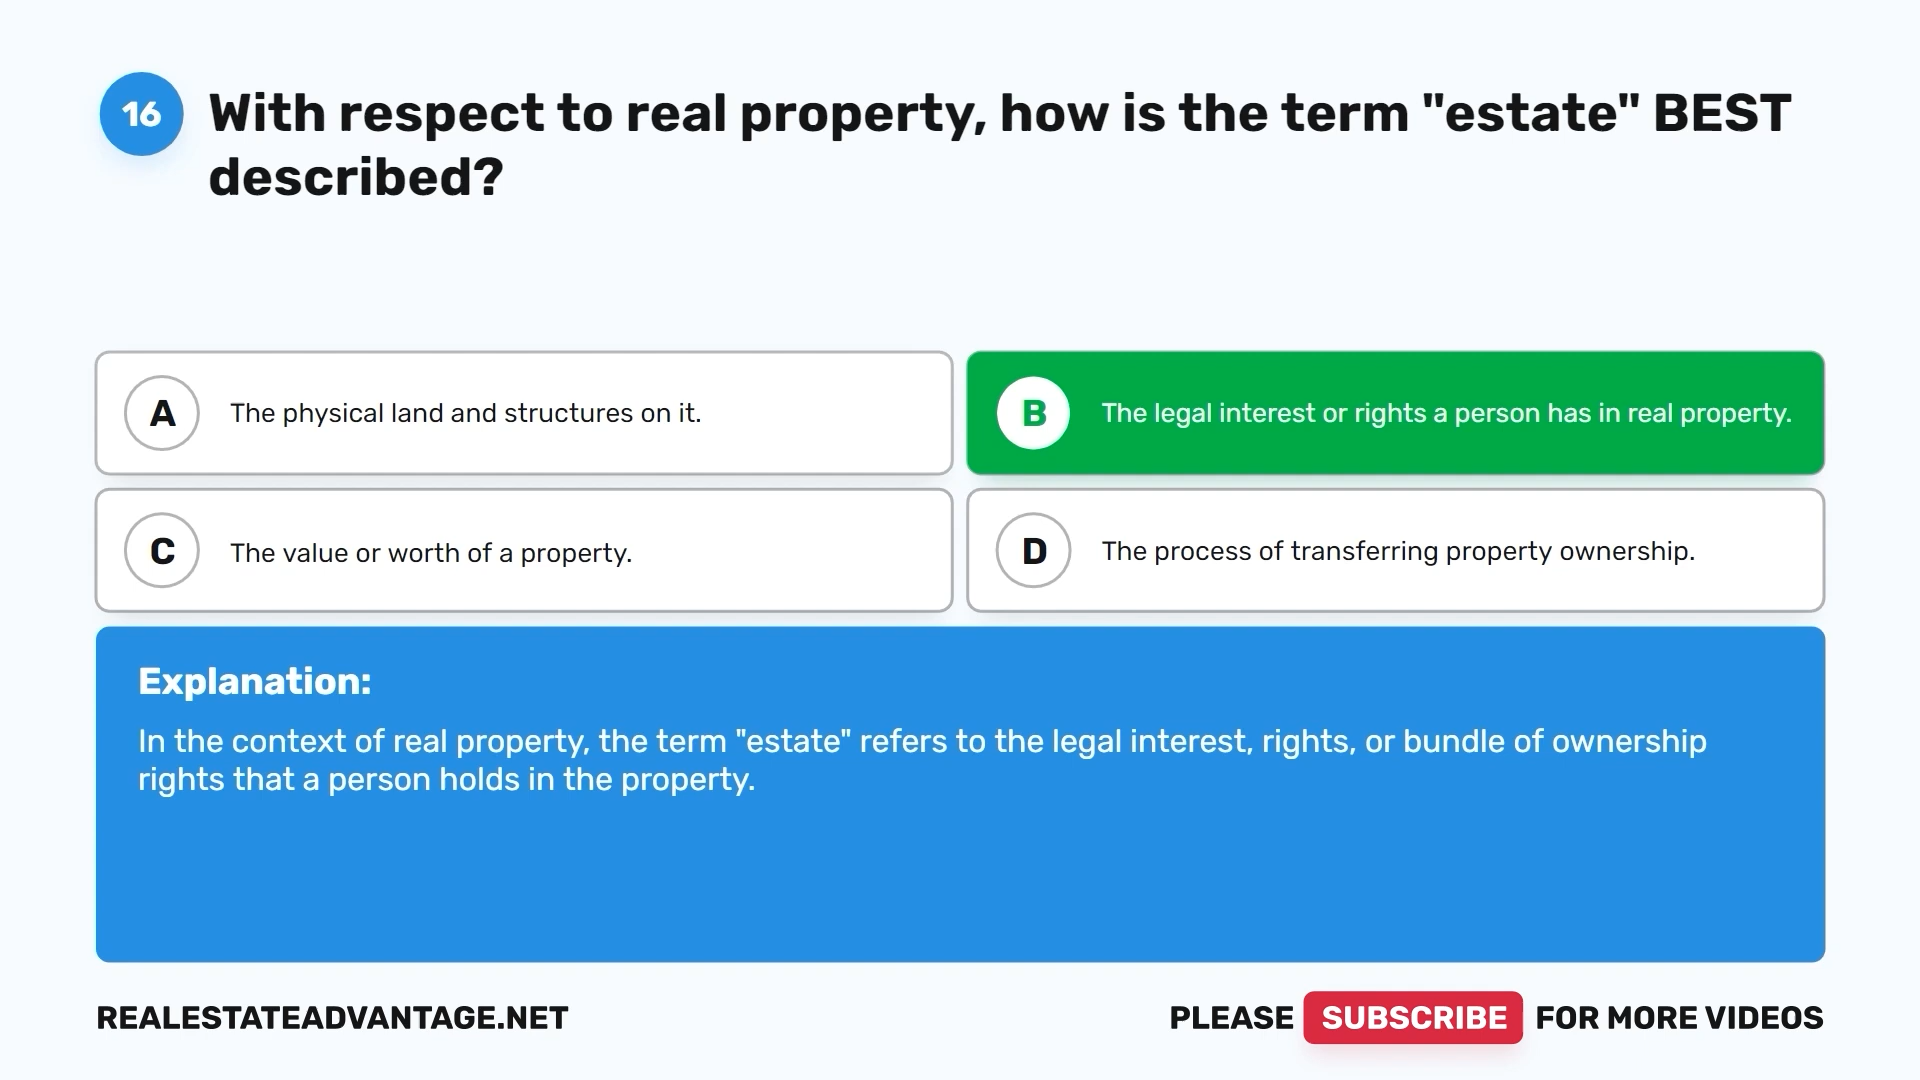 16
With respect to real property, how is the term "estate" BEST
described?
A
The physical land and structures on it.
B
The legal interest or rights a person has in real property.
C
The value or worth of a property.
D
The process of transferring property ownership.
Explanation:
In the context of real property, the term "estate" refers to the legal interest, rights, or bundle of ownership
rights that a person holds in the property.
REALESTATEADVANTAGE.NET
PLEASE SUBSCRIBE FOR MORE VIDEOS